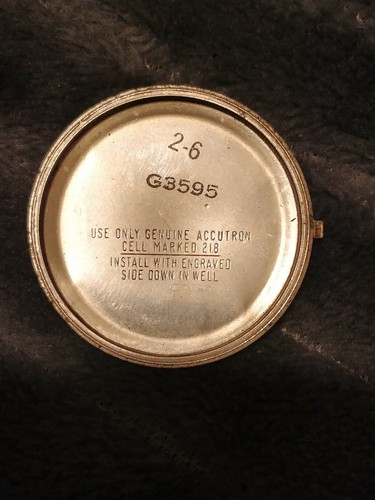 2-6
G3595
USE ONLY GENUINE ACCUTRON
CELL MARKED 218
INSTALL WITH ENGRAVED
SIDE DOWN IN WELL